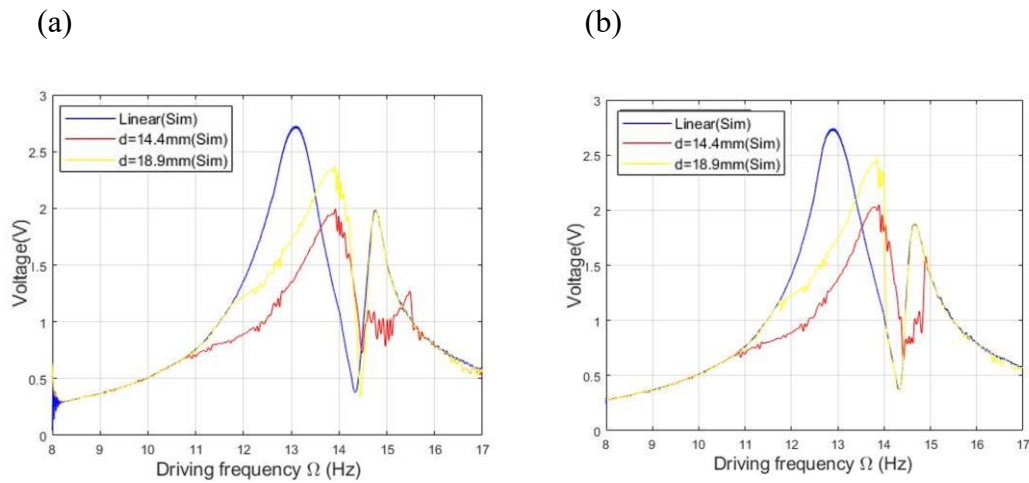 (a)
(b)
Linear(Sim)
d=14.4mm(Sim)
d=18.9mm(Sim)
3
2.5
2
1.5
1
0.5
0
8 9 10 11 12 13 14 15 16 17
Voltage(V)
Driving frequency Ω (Hz)
Linear(Sim)
d=14.4mm(Sim)
d=18.9mm(Sim)
3
2.5
2
1.5
1
0.5
0
8 9 10 11 12 13 14 15 16 17
Voltage(V)
Driving frequency Ω (Hz)